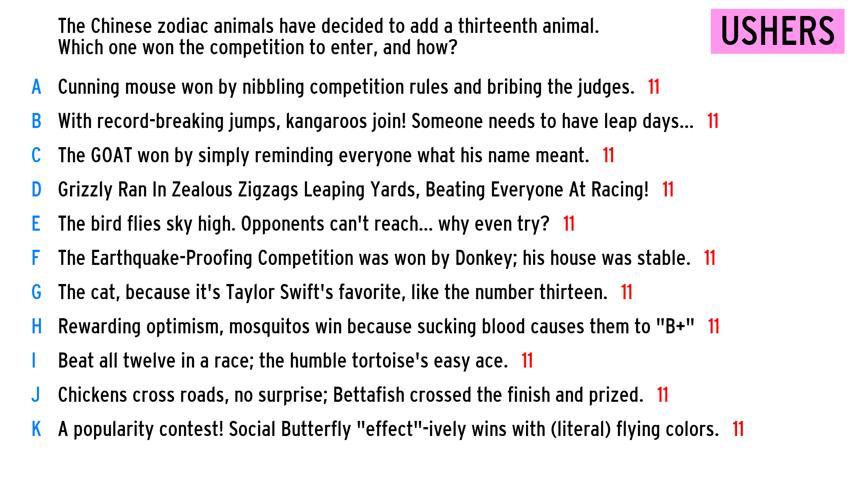 The Chinese zodiac animals have decided to add a thirteenth animal.
Which one won the competition to enter, and how?
USHERS
A Cunning mouse won by nibbling competition rules and bribing the judges. 11
B With record-breaking jumps, kangaroos join! Someone needs to have leap days... 11
C The GOAT won by simply reminding everyone what his name meant. 11
D Grizzly Ran In Zealous Zigzags Leaping Yards, Beating Everyone At Racing! 11
E The bird flies sky high. Opponents can't reach... why even try? 11
F The Earthquake-Proofing Competition was won by Donkey; his house was stable. 11
G The cat, because it's Taylor Swift's favorite, like the number thirteen. 11
H Rewarding optimism, mosquitos win because sucking blood causes them to "B+" 11
I Beat all twelve in a race; the humble tortoise's easy ace. 11
J Chickens cross roads, no surprise; Bettafish crossed the finish and prized. 11
K A popularity contest! Social Butterfly "effect"-ively wins with (literal) flying colors. 11